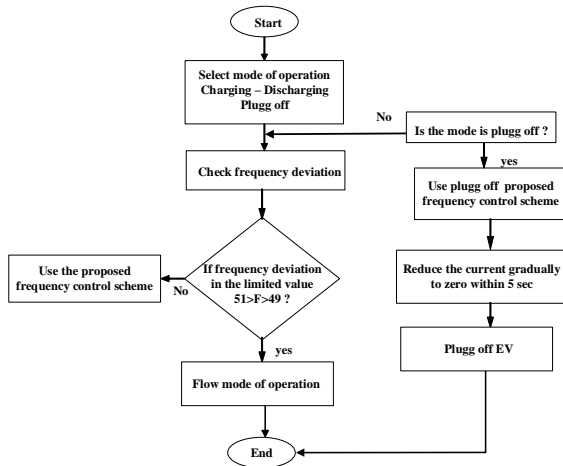 Start
Select mode of operation
Charging – Discharging
Plugg off
No
Is the mode is plugg off ?
yes
Check frequency deviation
Use plugg off proposed
frequency control scheme
Use the proposed
frequency control scheme
No
If frequency deviation
in the limited value
51>F>49 ?
Reduce the current gradually
to zero within 5 sec
yes
Plugg off EV
Flow mode of operation
End